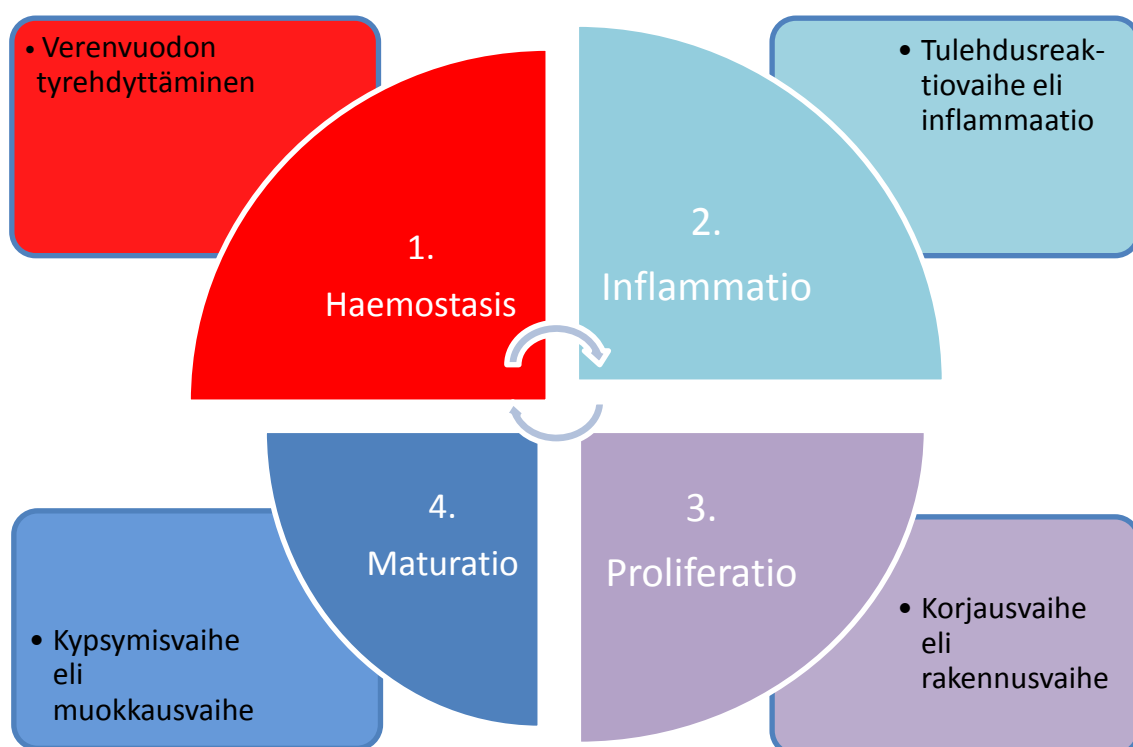 • Verenvuodon
tyrehdyttäminen
• Tulehdusreak-
tiovaihe eli
inflammaatio
1.
Haemostasis
2.
Inflammatio
4.
Maturatio
3.
Proliferatio
• Kypsymisvaihe
eli
muokkausvaihe
• Korjausvaihe
eli
rakennusvaihe